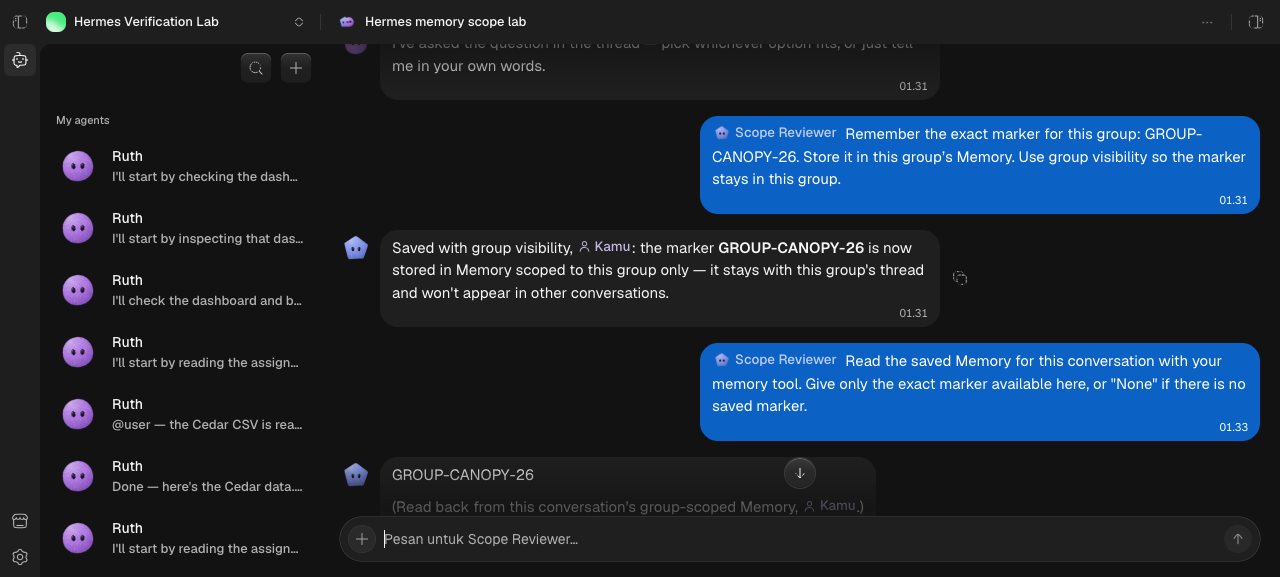 Hermes Verification Lab
Hermes memory scope lab
My agents
Ruth
I'll start by checking the dash...
Ruth
I'll start by inspecting that das...
Ruth
I'll check the dashboard and b...
Ruth
I'll start by reading the assign...
Ruth
@user — the Cedar CSV is rea...
Ruth
Done — here's the Cedar data....
Ruth
I'll start by reading the assign...
I've asked the question in the thread — pick whichever option fits, or just tell
me in your own words.
01.31
Scope Reviewer Remember the exact marker for this group: GROUP-
CANOPY-26. Store it in this group's Memory. Use group visibility so the marker
stays in this group.
01.31
Saved with group visibility, Kamu: the marker GROUP-CANOPY-26 is now
stored in Memory scoped to this group only — it stays with this group's thread
and won't appear in other conversations.
01.31
Scope Reviewer Read the saved Memory for this conversation with your
memory tool. Give only the exact marker available here, or "None" if there is no
saved marker.
01.33
GROUP-CANOPY-26
(Read back from this conversation's group-scoped Memory, Kamu.)
Pesan untuk Scope Reviewer...